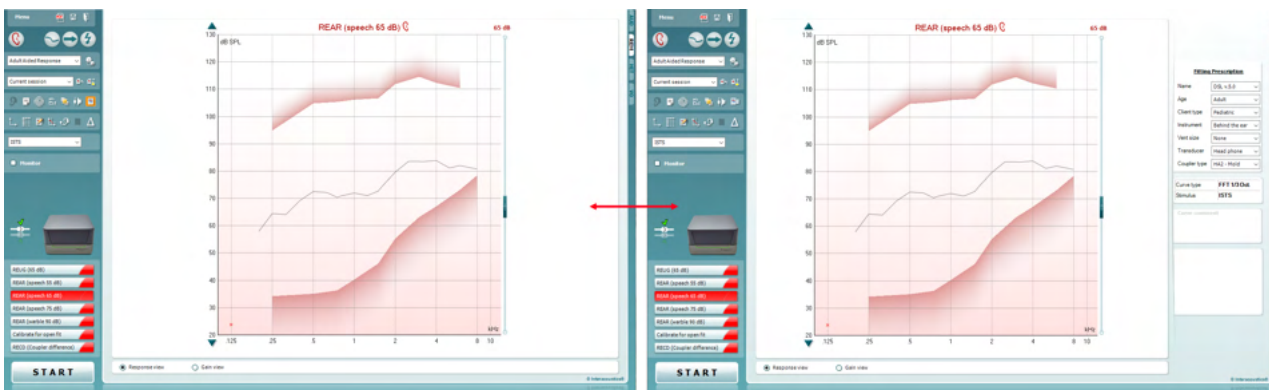 Menu
REAR (speech 65 dB)
65 dB
Adult Aided Response
Current session
ISTS
Monitor
REUG (65 dB)
REAR (speech 55 dB)
REAR (speech 65 dB)
REAR (speech 75 dB)
REAR (warble 90 dB)
Calibrate for open fit
RECD (Coupler difference)
START
dB SPL
130
120
110
100
90
80
70
60
50
40
30
20
kHz
.125 .25 .5 1 2 4 8 10
Response view
Gain view
Menu
REAR (speech 65 dB)
65 dB
Adult Aided Response
Current session
ISTS
Monitor
REUG (65 dB)
REAR (speech 55 dB)
REAR (speech 65 dB)
REAR (speech 75 dB)
REAR (warble 90 dB)
Calibrate for open fit
RECD (Coupler difference)
START
dB SPL
130
120
110
100
90
80
70
60
50
40
30
20
kHz
.125 .25 .5 1 2 4 8 10
Response view
Gain view
Fitting Prescription
Name DSL v.5.0
Age Adult
Client type Pediatric
Instrument Behind the ear
Vent size None
Transducer Head phone
Coupler type HA2 - Mold
Curve type FFT 1/3 Oct
Stimulus ISTS